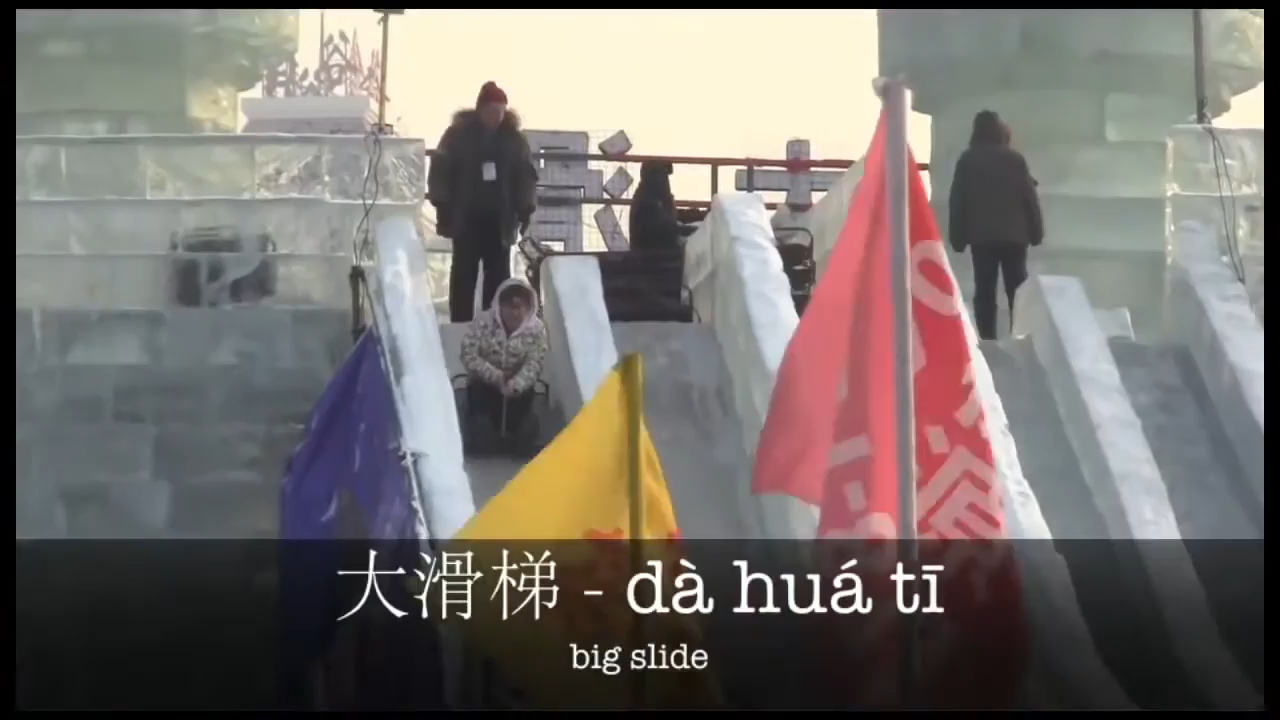 大滑梯 - dà huá tī
big slide